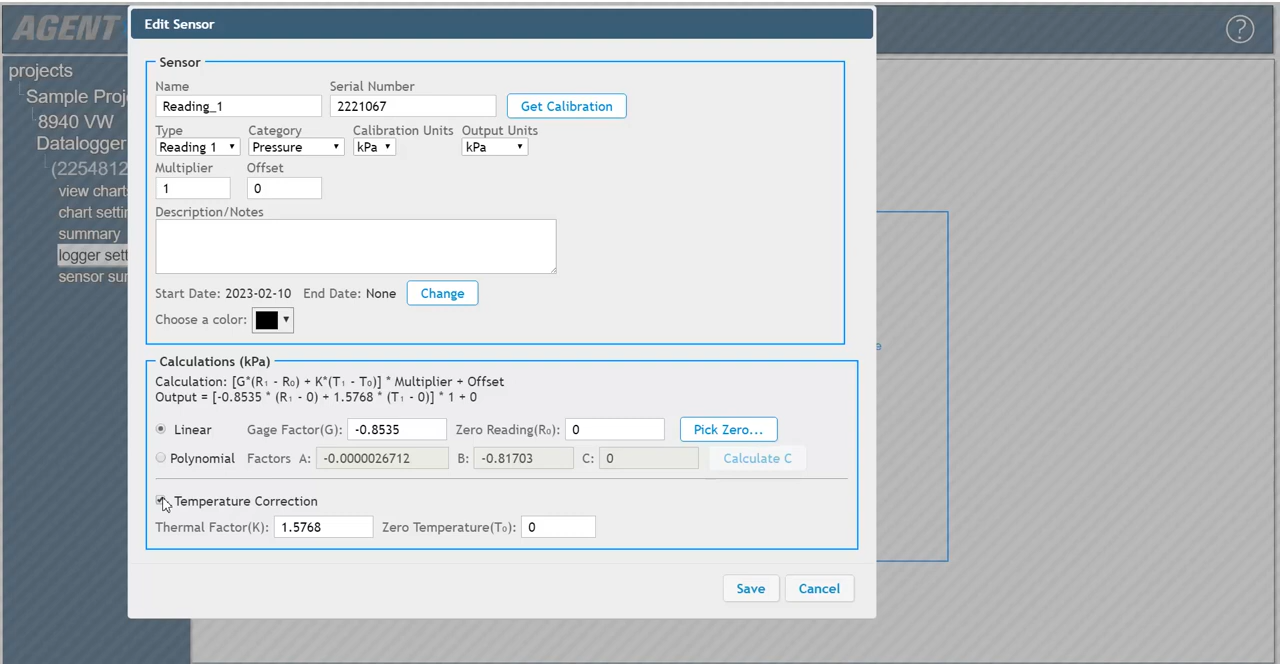 AGENT
?
projects
Sample Proj
8940 VW
Datalogger
(2254812
view charts
chart settin
summary
logger sett
sensor sum
Edit Sensor
Sensor
Name Serial Number
Reading_1 2221067 Get Calibration
Type Category Calibration Units Output Units
Reading 1 Pressure kPa kPa
Multiplier Offset
1 0
Description/Notes
Start Date: 2023-02-10 End Date: None Change
Choose a color:
Calculations (kPa)
Calculation: [G*(R₁ - R₀) + K*(T₁ - T₀)] * Multiplier + Offset
Output = [-0.8535 * (R₁ - 0) + 1.5768 * (T₁ - 0)] * 1 + 0
Linear Gage Factor(G): -0.8535 Zero Reading(R₀): 0 Pick Zero...
Polynomial Factors A: -0.0000026712 B: -0.81703 C: 0 Calculate C
Temperature Correction
Thermal Factor(K): 1.5768 Zero Temperature(T₀): 0
Save Cancel
e